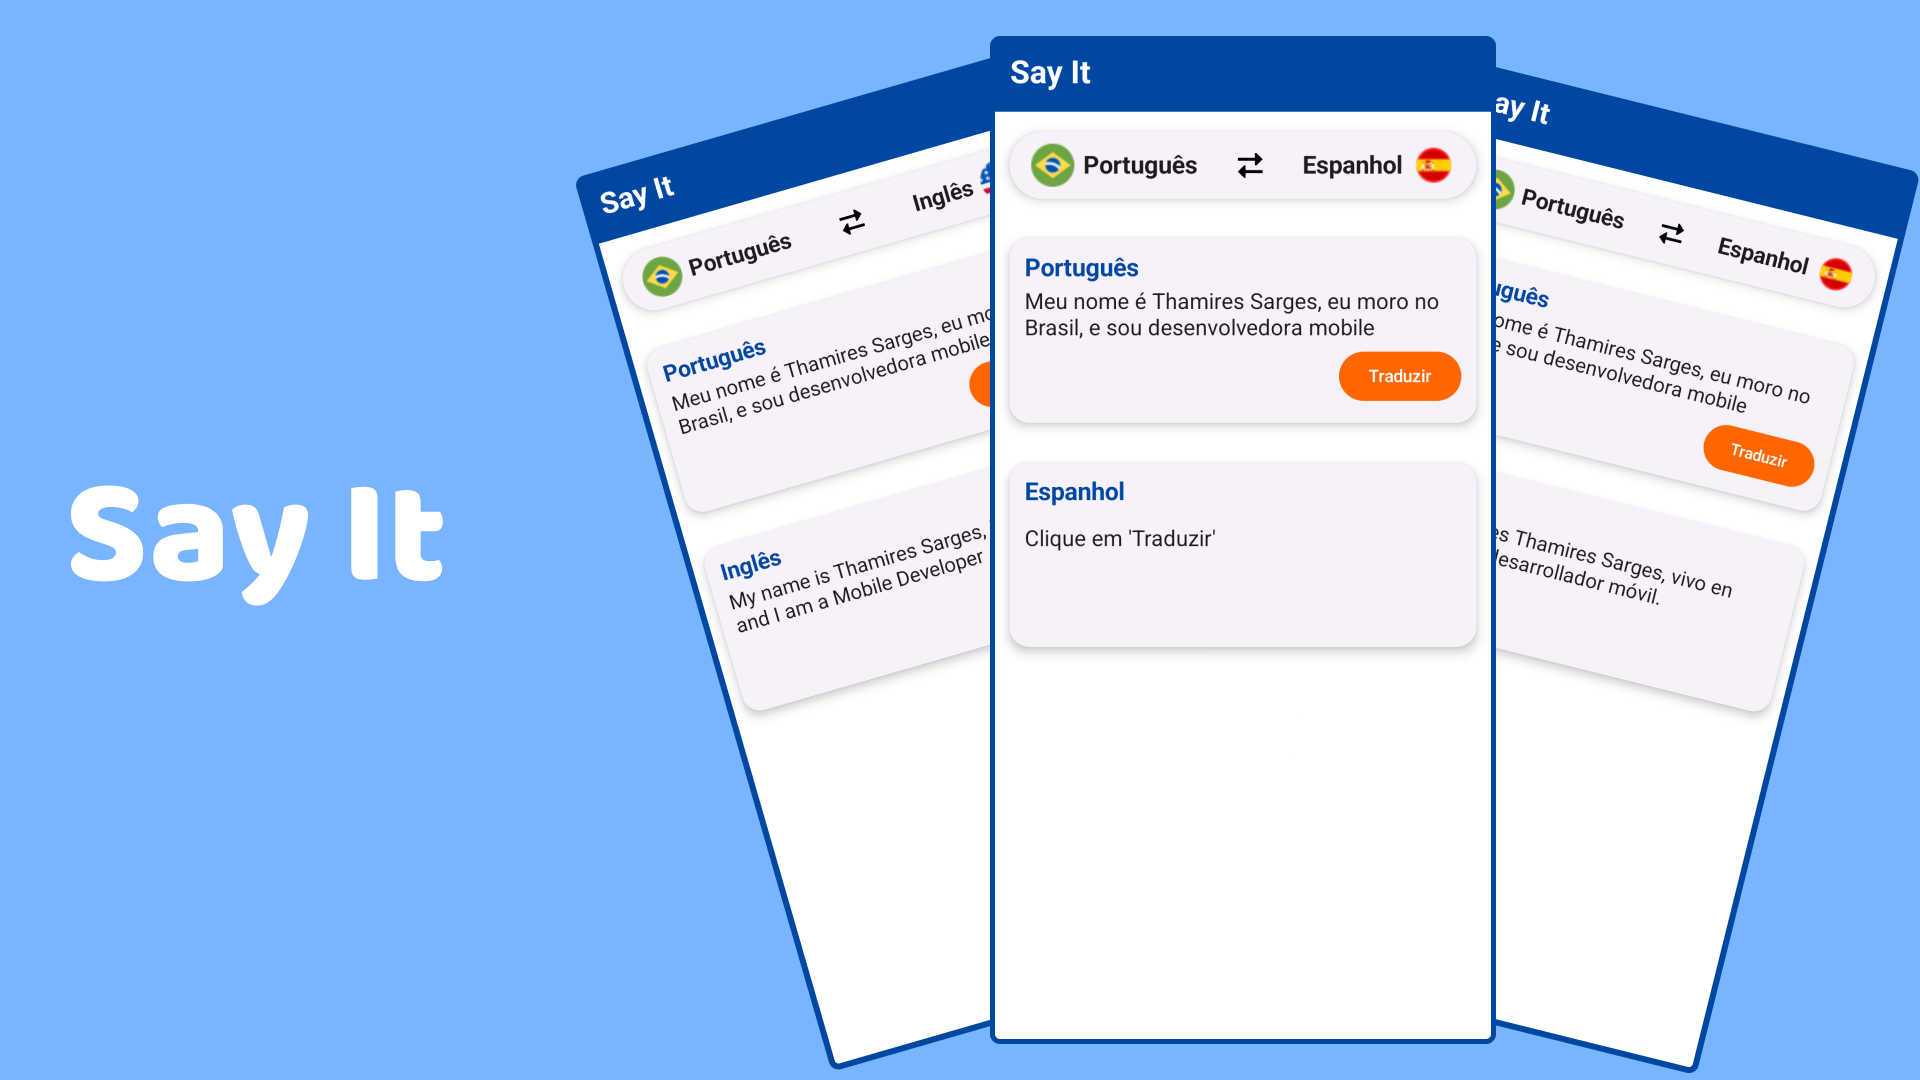 Say It
Say It
Português
Inglês
Português
Meu nome é Thamires Sarges, eu mo
Brasil, e sou desenvolvedora mobile
Inglês
My name is Thamires Sarges,
and I am a Mobile Developer
Say It
Português
Espanhol
Português
Meu nome é Thamires Sarges, eu moro no
Brasil, e sou desenvolvedora mobile
Traduzir
Espanhol
Clique em 'Traduzir'
ay It
Português
Espanhol
uguês
ome é Thamires Sarges, eu moro no
e sou desenvolvedora mobile
Traduzir
es Thamires Sarges, vivo en
desarrollador móvil.